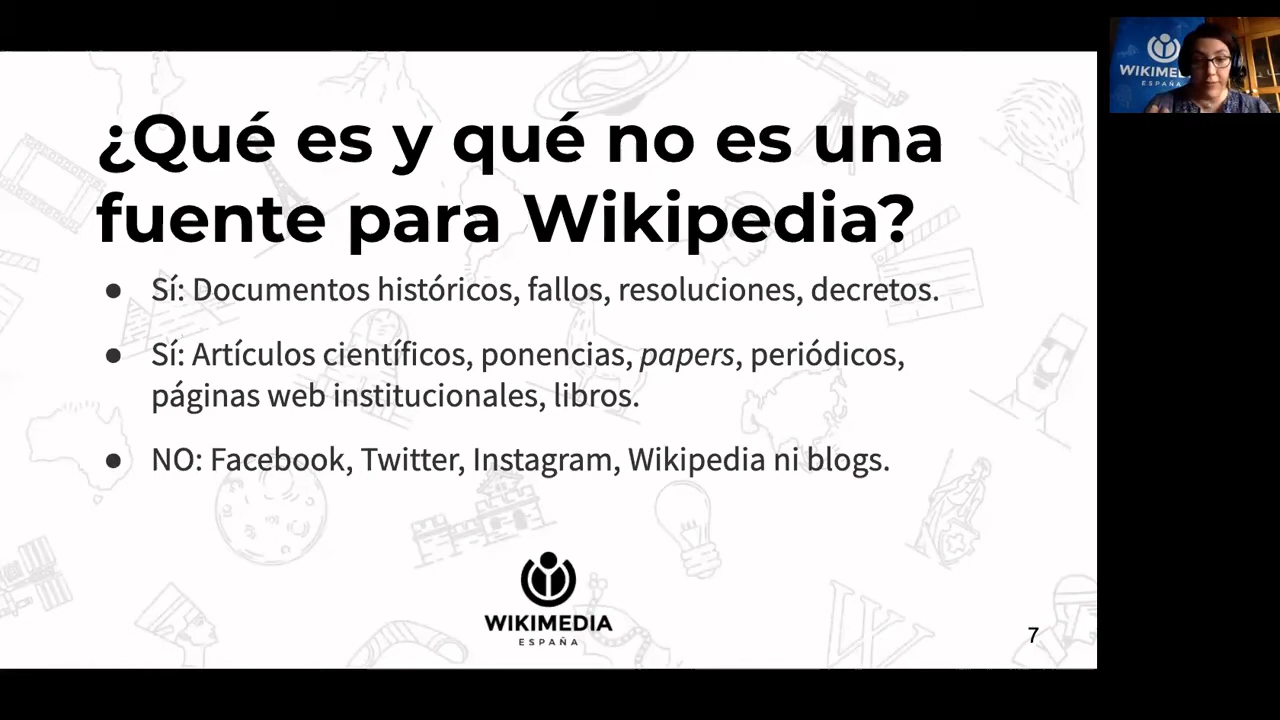 ¿Qué es y qué no es una
fuente para Wikipedia?
● Sí: Documentos históricos, fallos, resoluciones, decretos.
● Sí: Artículos científicos, ponencias, papers, periódicos,
páginas web institucionales, libros.
● NO: Facebook, Twitter, Instagram, Wikipedia ni blogs.
WIKIMEDIA
ESPAÑA
7
WIKIME
ESPAÑA